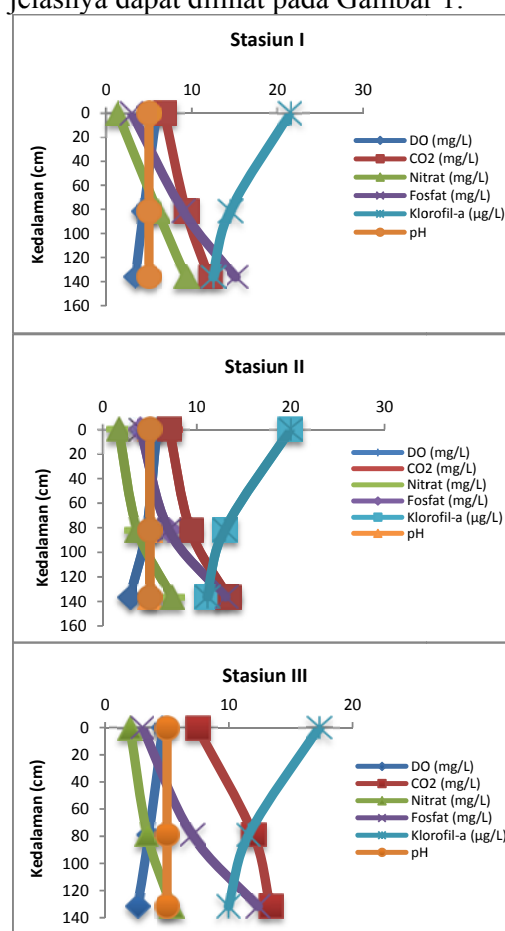 jelasnya dapat dilihat pada Gambar 1.
Stasiun I
0 10 20 30
Kedalaman (cm)
0
20
40
60
80
100
120
140
160
DO (mg/L)
CO2 (mg/L)
Nitrat (mg/L)
Fosfat (mg/L)
Klorofil-a (µg/L)
pH
Stasiun II
0 10 20 30
Kedalaman (cm)
0
20
40
60
80
100
120
140
160
DO (mg/L)
CO2 (mg/L)
Nitrat (mg/L)
Fosfat (mg/L)
Klorofil-a (µg/L)
pH
Stasiun III
0 10 20
Kedalaman (cm)
0
20
40
60
80
100
120
140
DO (mg/L)
CO2 (mg/L)
Nitrat (mg/L)
Fosfat (mg/L)
Klorofil-a (µg/L)
pH